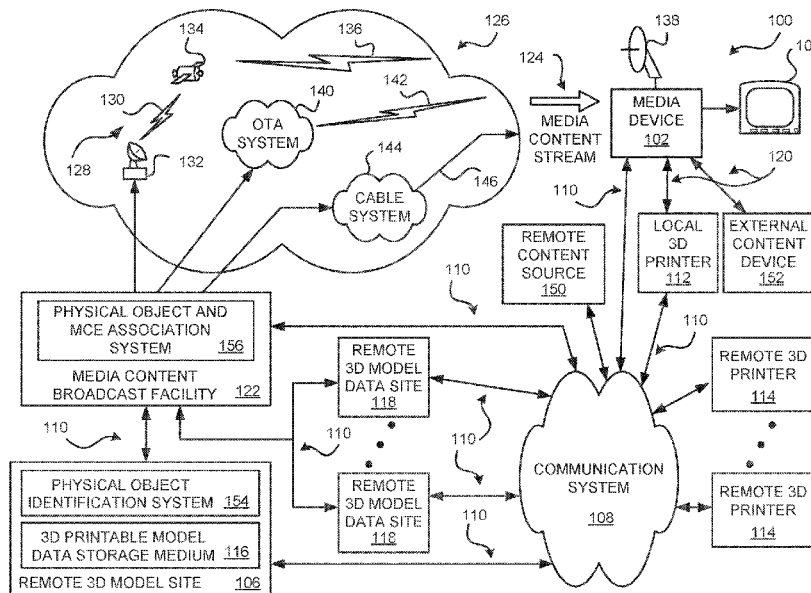 134
136
126
138
100
10
124
130
140
142
OTA
SYSTEM
MEDIA
DEVICE
102
MEDIA
CONTENT
STREAM
128
132
144
CABLE
SYSTEM
146
110
120
REMOTE
CONTENT
SOURCE
150
LOCAL
3D
PRINTER
112
EXTERNAL
CONTENT
DEVICE
152
110
110
PHYSICAL OBJECT AND
MCE ASSOCIATION
SYSTEM
156
MEDIA CONTENT
BROADCAST FACILITY
122
REMOTE
3D MODEL
DATA SITE
118
REMOTE 3D
PRINTER
114
110
110
110
COMMUNICATION
SYSTEM
108
PHYSICAL OBJECT
IDENTIFICATION SYSTEM
154
3D PRINTABLE MODEL
DATA STORAGE MEDIUM
116
REMOTE 3D MODEL SITE
106
REMOTE
3D MODEL
DATA SITE
118
110
REMOTE 3D
PRINTER
114